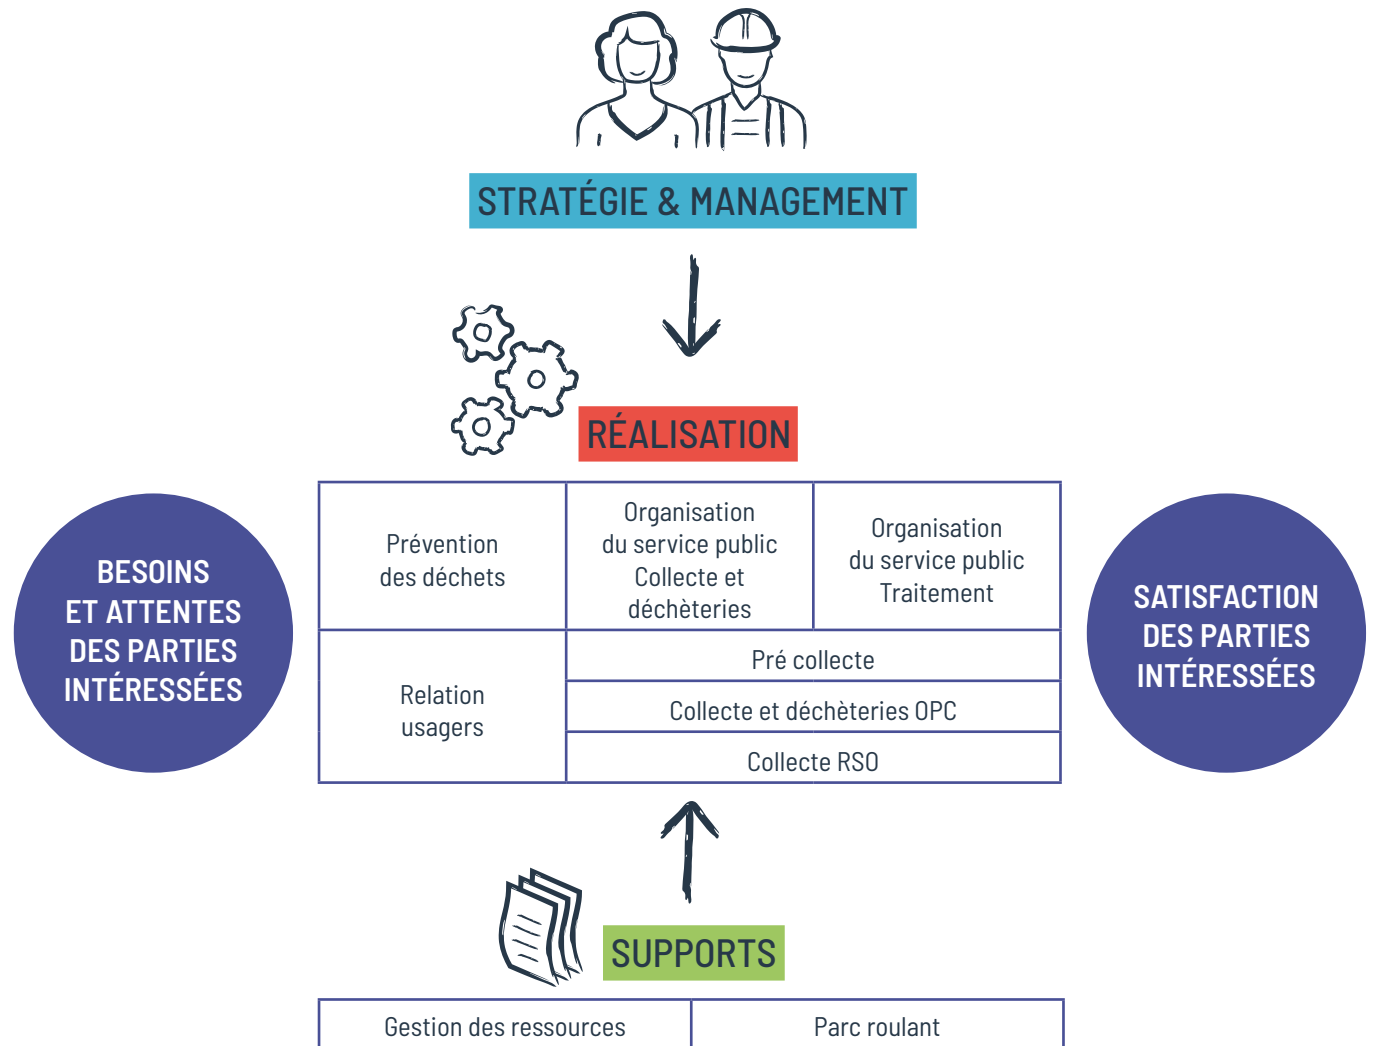 STRATÉGIE & MANAGEMENT
RÉALISATION
BESOINS
ET ATTENTES
DES PARTIES
INTÉRESSÉES
Prévention
des déchets
Organisation
du service public
Collecte et
déchèteries
Organisation
du service public
Traitement
Relation
usagers
Pré collecte
Collecte et déchèteries OPC
Collecte RSO
SATISFACTION
DES PARTIES
INTÉRESSÉES
SUPPORTS
Gestion des ressources
Parc roulant